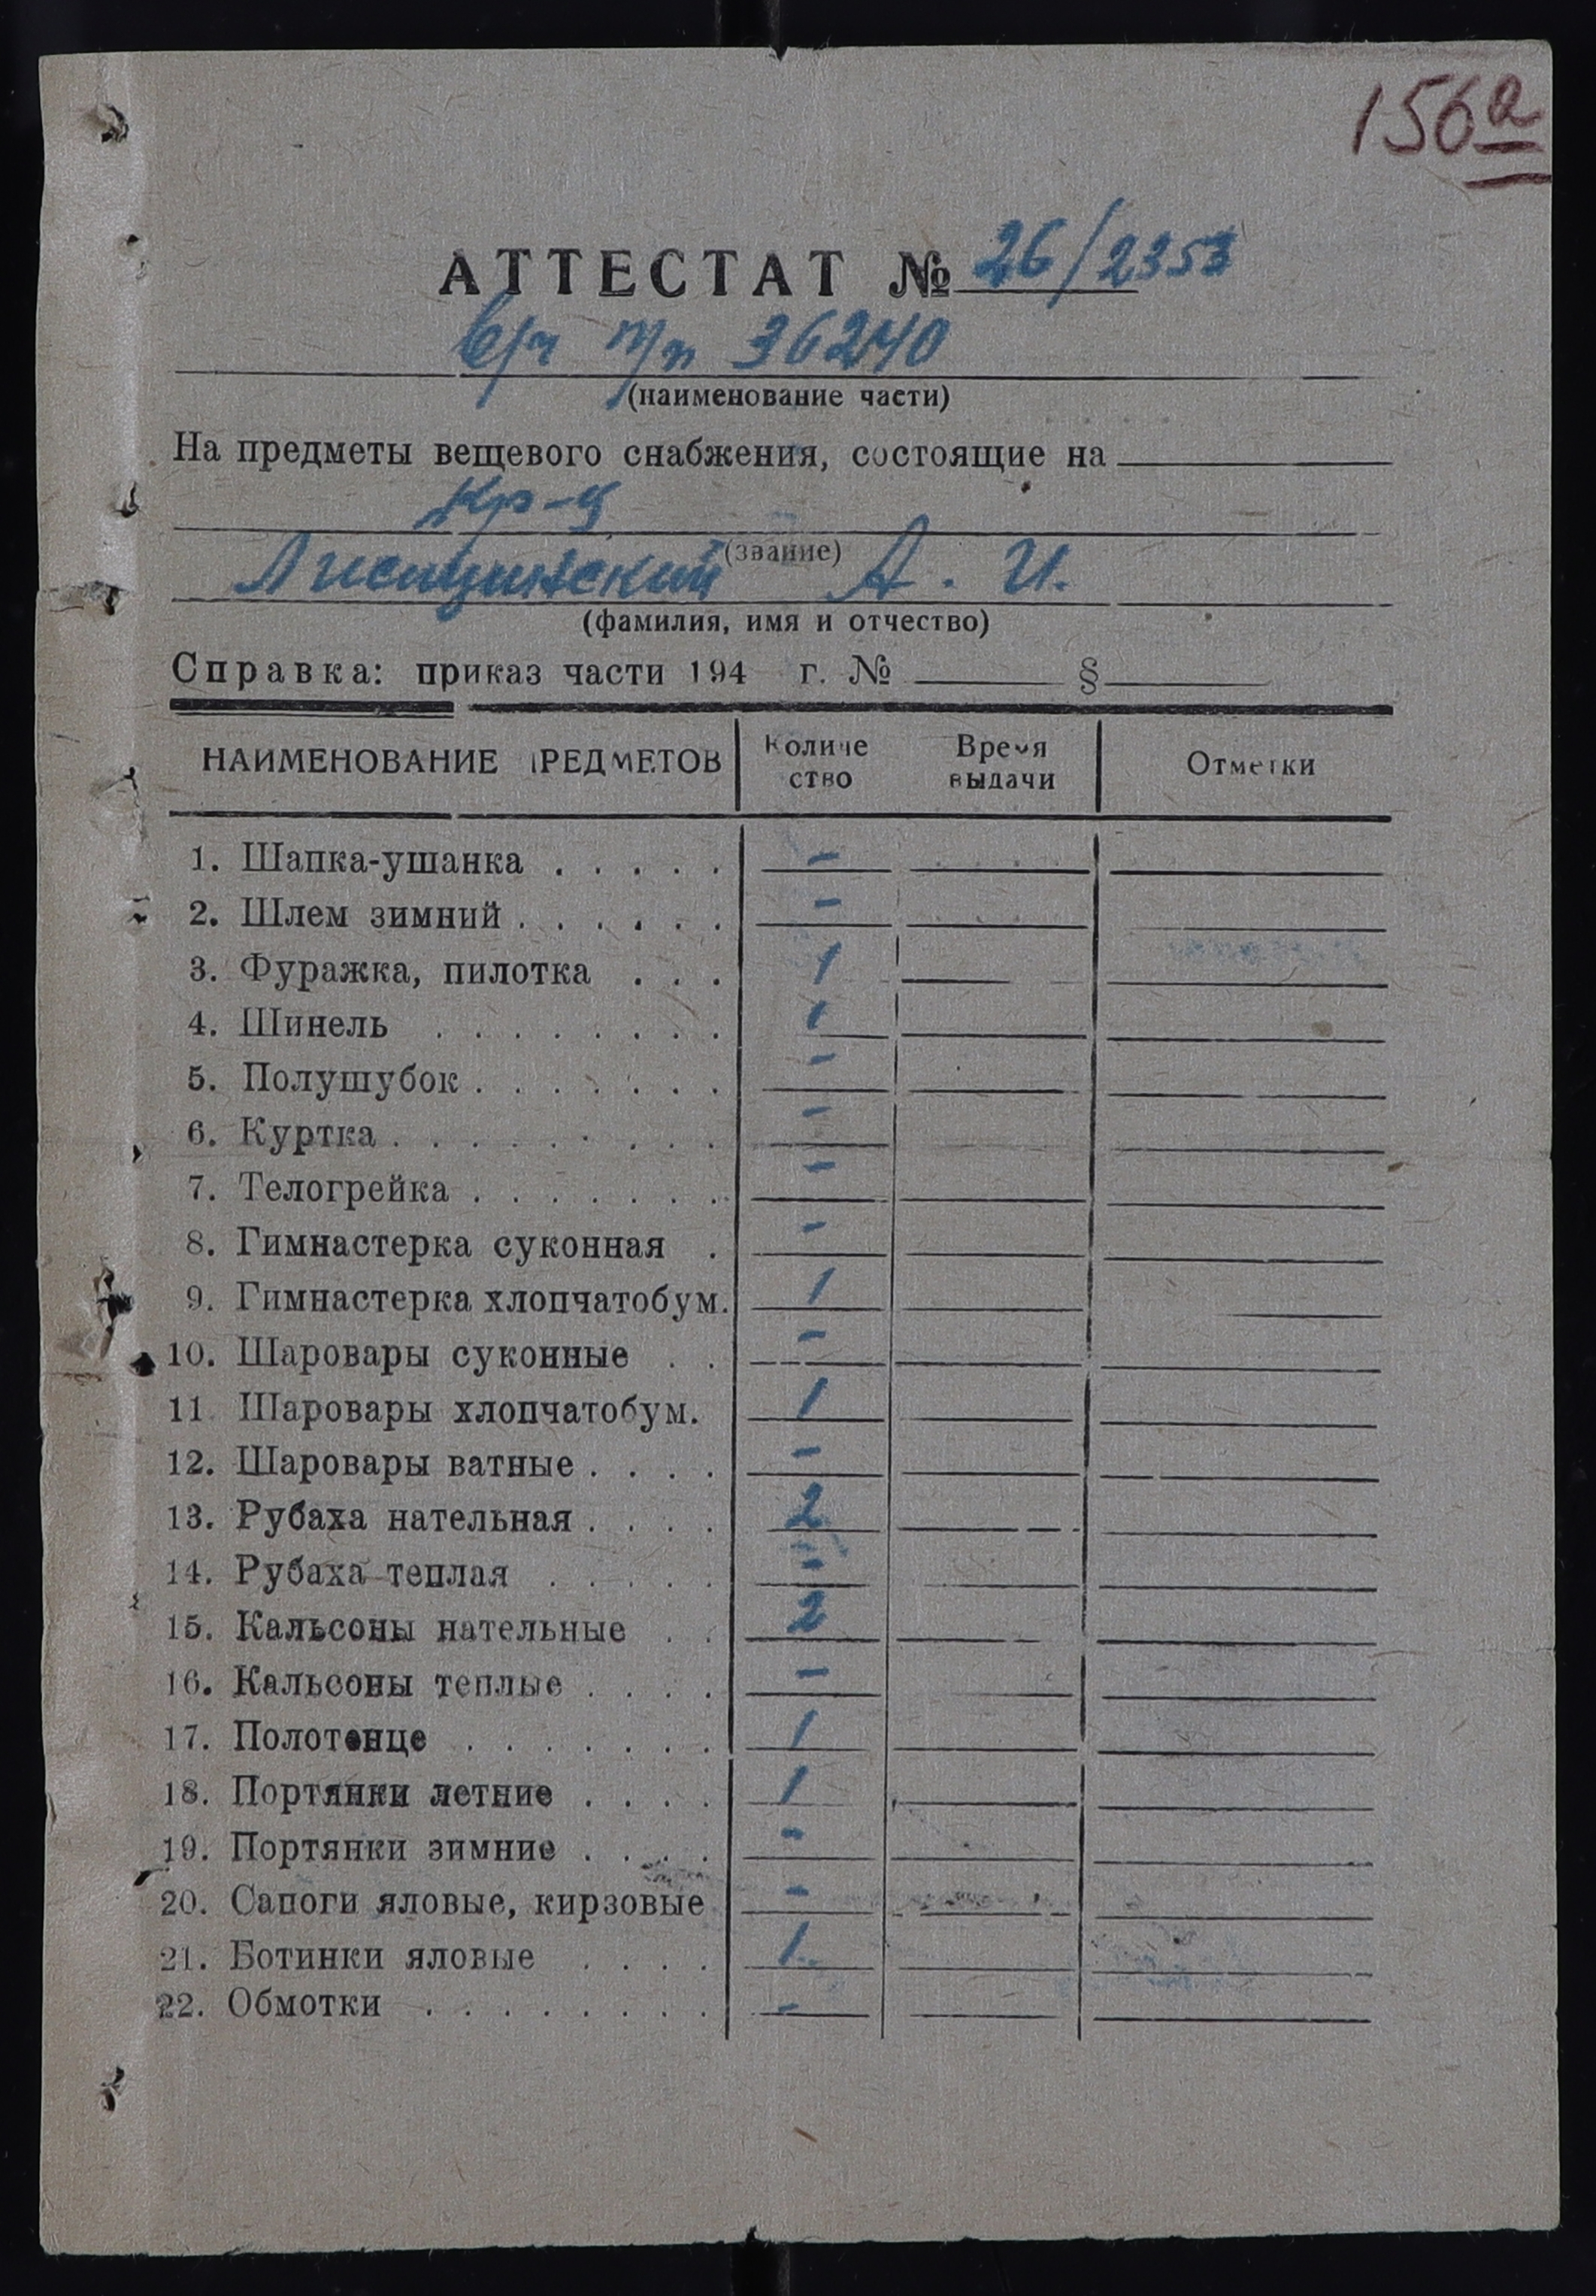 156а
АТТЕСТАТ № 26/2353
в/ч п/п 36240
(наименование части)
На предметы вещевого снабжения, состоящие на
Кр-ц
(звание)
А. И.
(фамилия, имя и отчество)
Справка: приказ части 194 г. № §
НАИМЕНОВАНИЕ ПРЕДМЕТОВ Количе ство Время выдачи Отметки
1. Шапка-ушанка . . . . . -
2. Шлем зимний . . . . . . -
3. Фуражка, пилотка . . . 1
4. Шинель . . . . . . . . 1
5. Полушубок . . . . . . . -
6. Куртка . . . . . . . . . -
7. Телогрейка . . . . . . . -
8. Гимнастерка суконная . -
9. Гимнастерка хлопчатобум. 1
10. Шаровары суконные . . -
11 Шаровары хлопчатобум. 1
12. Шаровары ватные . . . . -
13. Рубаха нательная . . . . 2
14. Рубаха теплая . . . . . -
15. Кальсоны нательные . . 2
16. Кальсоны теплые . . . . -
17. Полотенце . . . . . . . 1
18. Портянки летние . . . . 1
19. Портянки зимние . . . . -
20. Сапоги яловые, кирзовые -
21. Ботинки яловые . . . . 1
22. Обмотки . . . . . . . . -